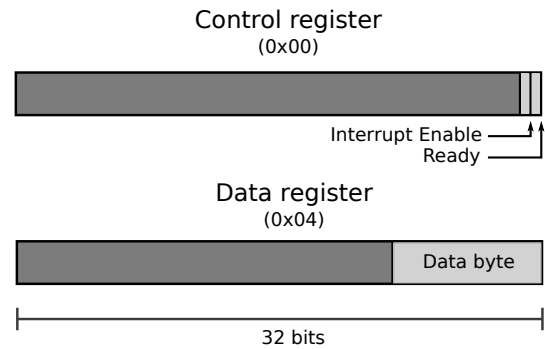 Control register
(0x00)
Interrupt Enable
Ready
Data register
(0x04)
Data byte
32 bits